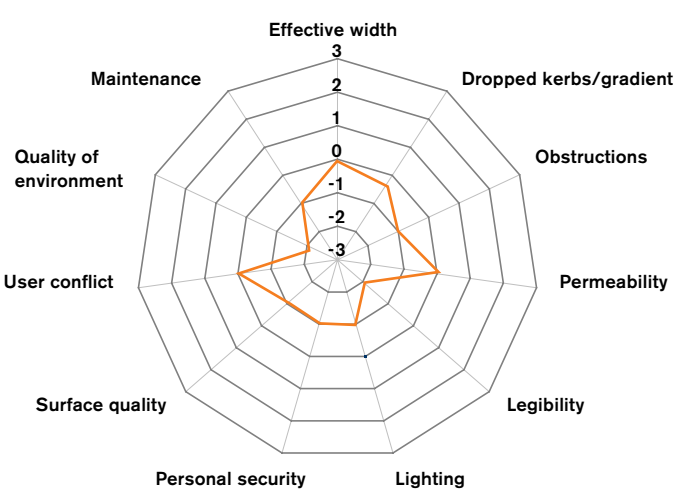 Effective width
3
Maintenance
Dropped kerbs/gradient
2
1
Quality of
environment
0
Obstructions
-1
-2
-3
User conflict
Permeability
Surface quality
Legibility
Personal security
Lighting